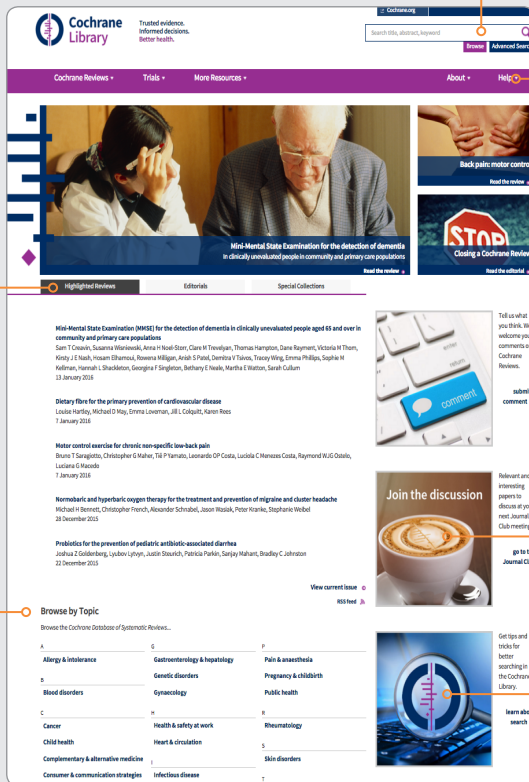 Cochrane.org
Cochrane
Library
Trusted evidence.
Informed decisions.
Better health.
Search title, abstract, keyword
Browse
Advanced Searc
Cochrane Reviews
Trials
More Resources
About
Help
Mini-Mental State Examination for the detection of dementia
In clinically unevaluated people in community and primary care populations
Read the review
Back pain: motor contro
Read the review
STOP
Closing a Cochrane Review
Read the editorial
Highlighted Reviews
Editorials
Special Collections
Mini-Mental State Examination (MMSE) for the detection of dementia in clinically unevaluated people aged 65 and over in
community and primary care populations
Sam T Creavin, Susanna Wisniewski, Anna H Noel-Storr, Clare M Trevelyan, Thomas Hampton, Dane Rayment, Victoria M Thom,
Kirsty J E Nash, Hosam Elhamoui, Rowena Milligan, Anish S Patel, Demitra V Tsivos, Tracey Wing, Emma Phillips, Sophie M
Kellman, Hannah L Shackleton, Georgina F Singleton, Bethany E Neale, Martha E Watton, Sarah Cullum
13 January 2016
Dietary fibre for the primary prevention of cardiovascular disease
Louise Hartley, Michael D May, Emma Loveman, Jill L Colquitt, Karen Rees
7 January 2016
Motor control exercise for chronic non-specific low-back pain
Bruno T Saragiotto, Christopher G Maher, Tiê P Yamato, Leonardo OP Costa, Luciola C Menezes Costa, Raymond WJG Ostelo,
Luciana G Macedo
7 January 2016
Normobaric and hyperbaric oxygen therapy for the treatment and prevention of migraine and cluster headache
Michael H Bennett, Christopher French, Alexander Schnabel, Jason Wasiak, Peter Kranke, Stephanie Weibel
28 December 2015
Probiotics for the prevention of pediatric antibiotic-associated diarrhea
Joshua Z Goldenberg, Lyubov Lytvyn, Justin Steurich, Patricia Parkin, Sanjay Mahant, Bradley C Johnston
22 December 2015
View current issue
RSS feed
enter
return
comment
Tell us what
you think. We
welcome you
comments o
Cochrane
Reviews.
submi
comment
Join the discussion
Relevant and
interesting
papers to
discuss at you
next Journal
Club meeting
go to t
Journal Cl
Get tips and
tricks for
better
searching in
the Cochrane
Library.
learn abo
search
Browse by Topic
Browse the Cochrane Database of Systematic Reviews...
A
Allergy & intolerance
B
Blood disorders
C
Cancer
Child health
Complementary & alternative medicine
Consumer & communication strategies
G
Gastroenterology & hepatology
Genetic disorders
Gynaecology
H
Health & safety at work
Heart & circulation
I
Infectious disease
P
Pain & anaesthesia
Pregnancy & childbirth
Public health
R
Rheumatology
S
Skin disorders
T